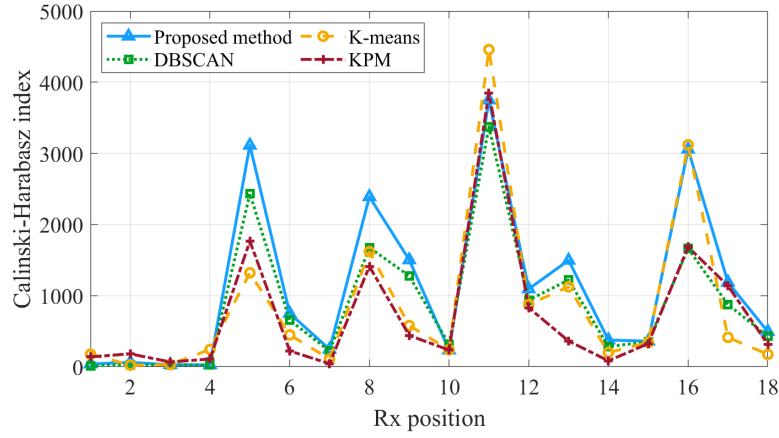 Calinski-Harabasz index
5000
4000
3000
2000
1000
0
Proposed method
K-means
DBSCAN
KPM
2 4 6 8 10 12 14 16 18
Rx position